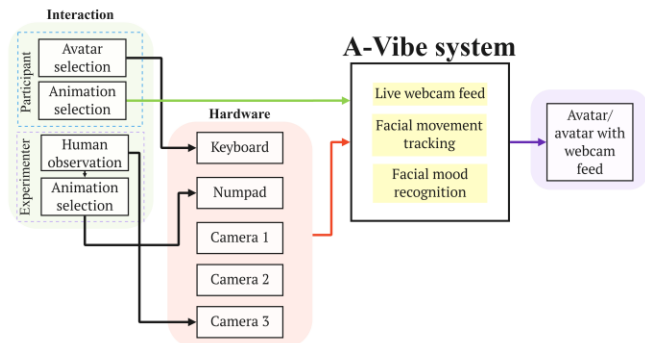 Interaction
Participant
Avatar
selection
Animation
selection
Experimenter
Human
observation
Animation
selection
Hardware
Keyboard
Numpad
Camera 1
Camera 2
Camera 3
A-Vibe system
Live webcam feed
Facial movement
tracking
Facial mood
recognition
Avatar/
avatar with
webcam
feed